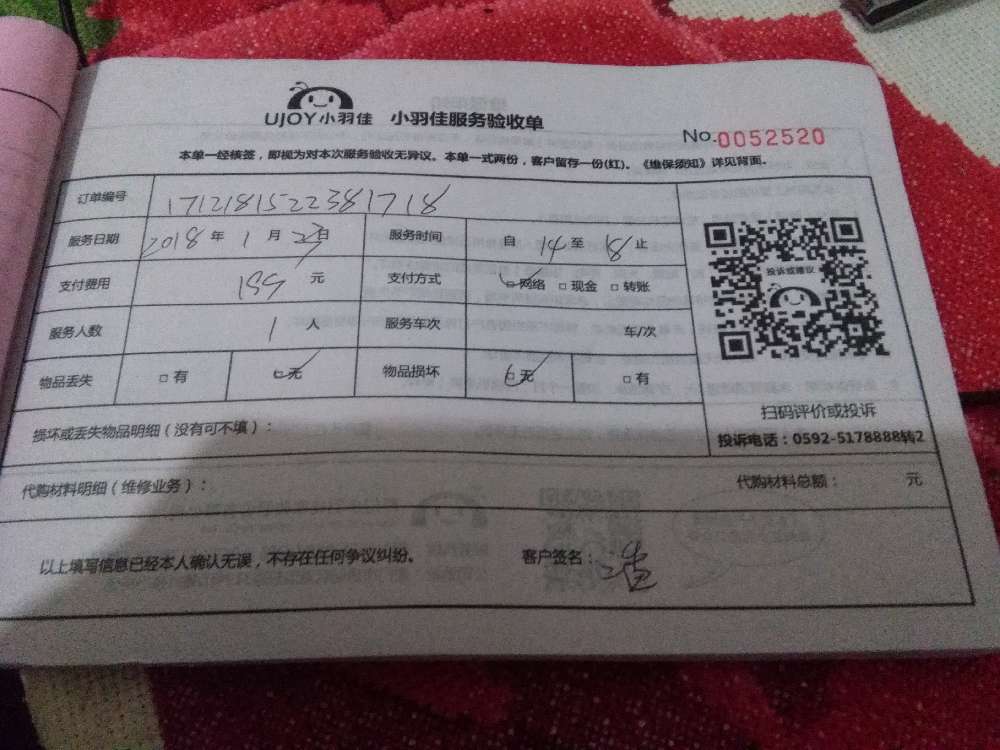 UJOY小羽佳 小羽佳服务验收单
No.0052520
本单一经核签，即视为对本次服务验收无异议。本单一式两份，客户留存一份(红)。《维保须知》详见背面。
订单编号 17121815223817​18
服务日期 2018 年 1 月 日 服务时间 自 14 至 18 止
支付费用 199 元 支付方式 □网络 □现金 □转账
服务人数 1 人 服务车次 车/次
物品丢失 □有 □无 物品损坏 □无 □有
投诉或建议
扫码评价或投诉
投诉电话：0592-5178888转2
损坏或丢失物品明细（没有可不填）：
代购材料明细（维修业务）： 代购材料总额： 元
以上填写信息已经本人确认无误，不存在任何争议纠纷。 客户签名：